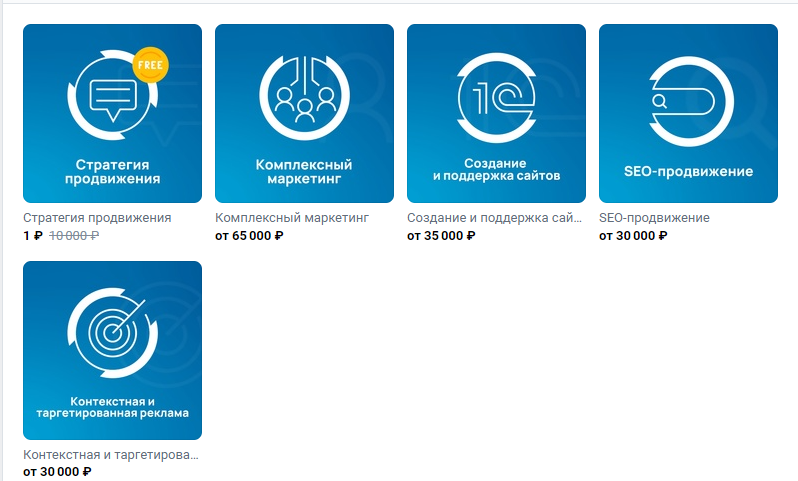 FREE
Стратегия
продвижения
Комплексный
маркетинг
1С
Создание
и поддержка сайтов
SEO-продвижение
Стратегия продвижения
Комплексный маркетинг
Создание и поддержка сай...
SEO-продвижение
1 ₽ 10 000 ₽
от 65 000 ₽
от 35 000 ₽
от 30 000 ₽
Контекстная и
таргетированная реклама
Контекстная и таргетирова...
от 30 000 ₽